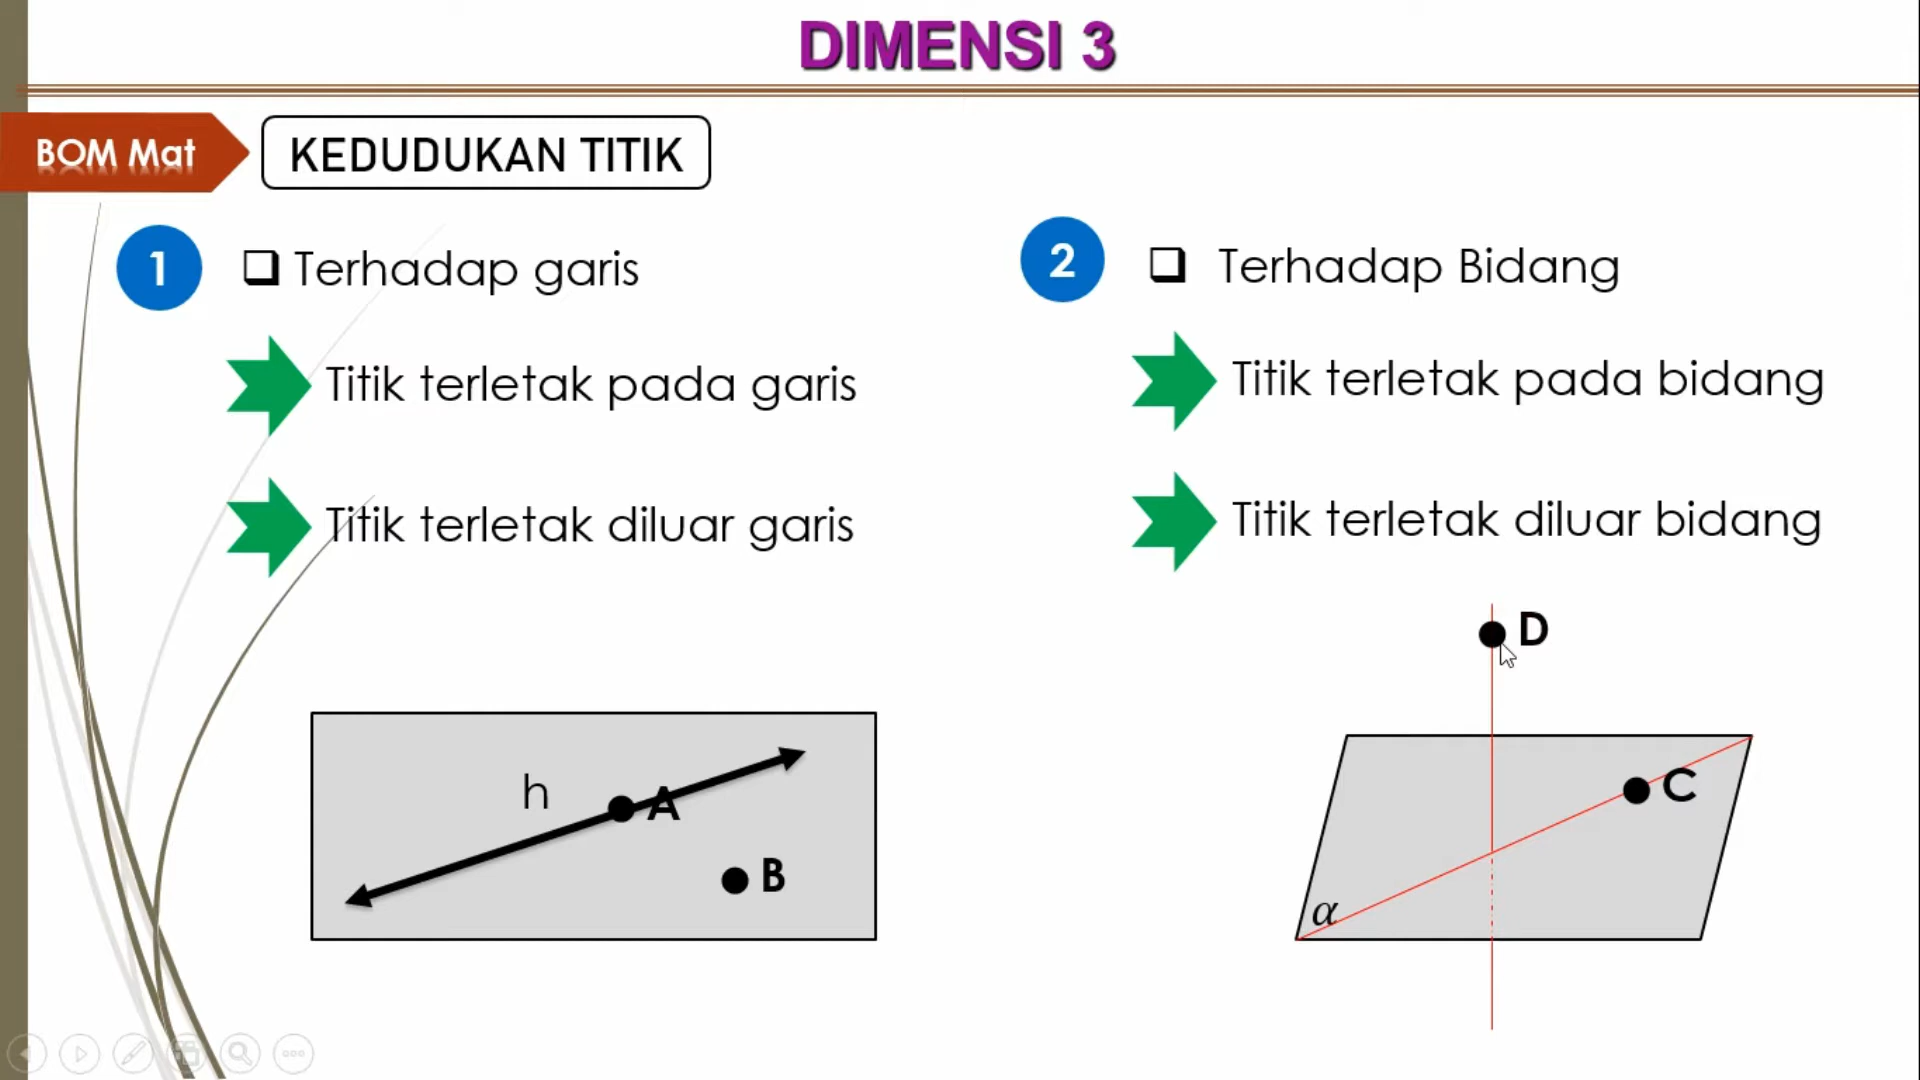 DIMENSI 3
BOM Mat
KEDUDUKAN TITIK
1
Terhadap garis
Titik terletak pada garis
Titik terletak diluar garis
h
A
B
2
Terhadap Bidang
Titik terletak pada bidang
Titik terletak diluar bidang
D
C
α